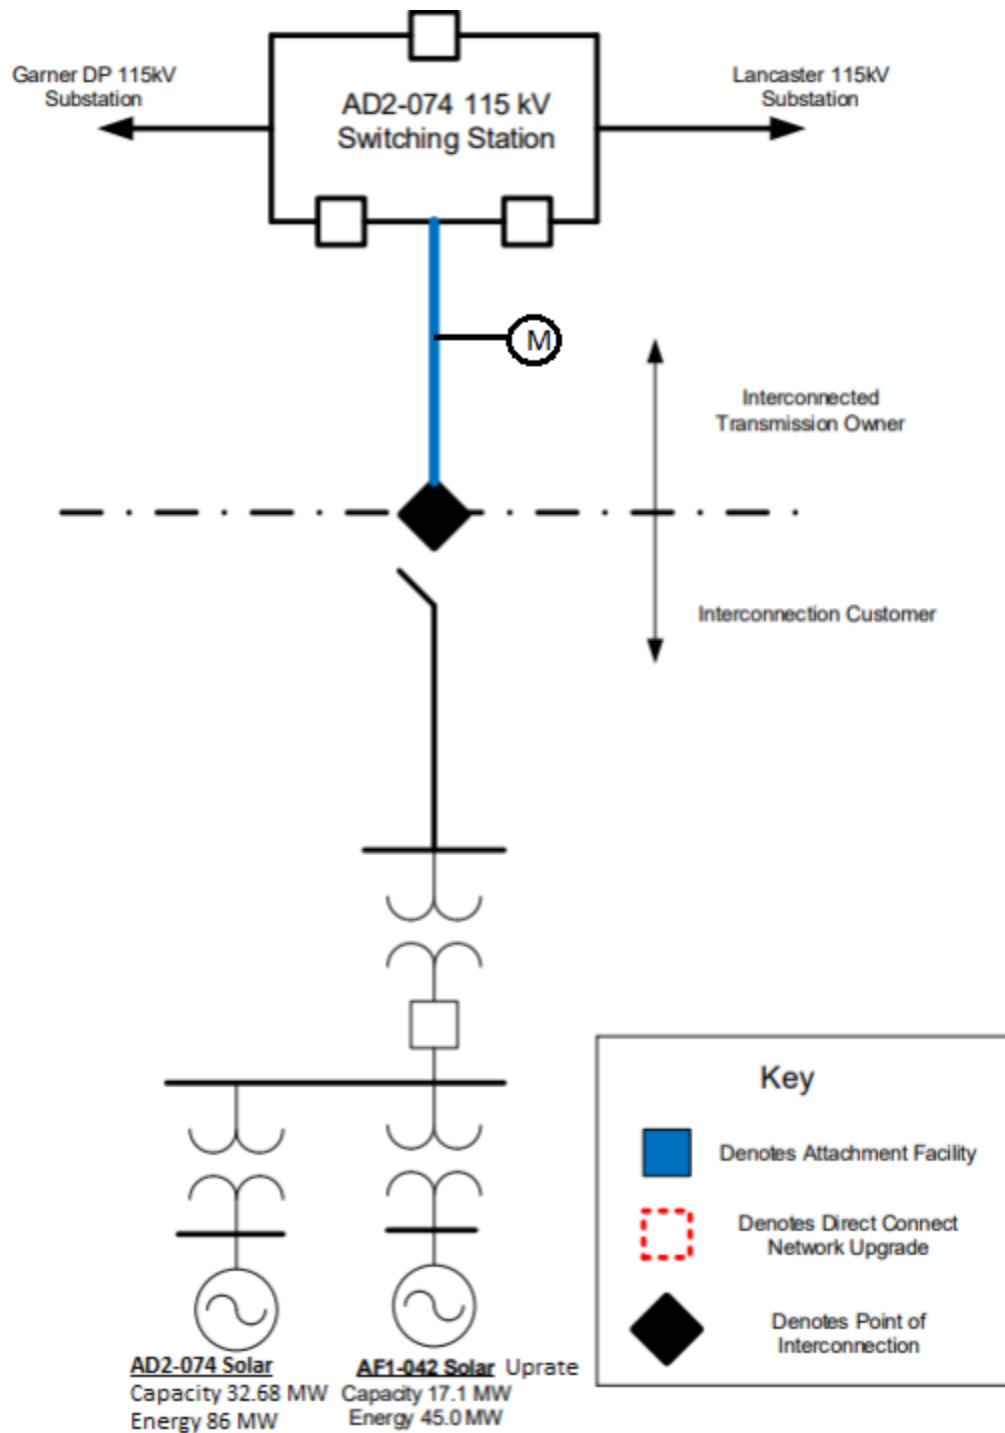 Garner DP 115kV
Substation
Lancaster 115kV
Substation
AD2-074 115 kV
Switching Station
M
Interconnected
Transmission Owner
Interconnection Customer
Key
Denotes Attachment Facility
Denotes Direct Connect
Network Upgrade
Denotes Point of
Interconnection
AD2-074 Solar
Capacity 32.68 MW
Energy 86 MW
AF1-042 Solar Uprate
Capacity 17.1 MW
Energy 45.0 MW